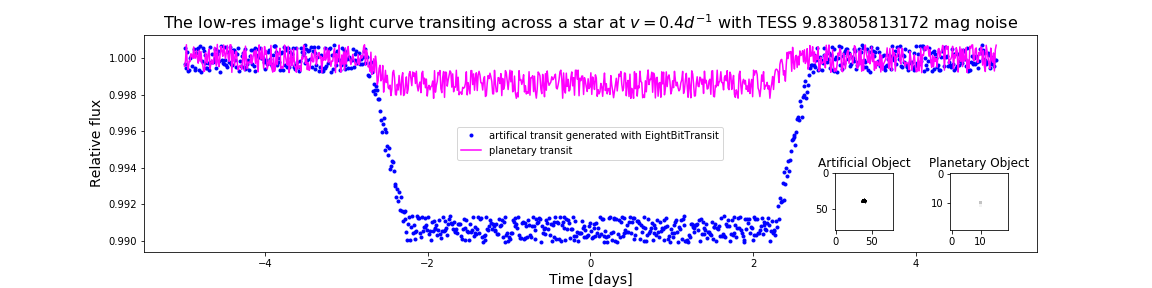 The low-res image's light curve transiting across a star at v = 0.4d⁻¹ with TESS 9.83805813172 mag noise
1.000
0.998
0.996
0.994
0.992
0.990
Relative flux
artifical transit generated with EightBitTransit
planetary transit
Artificial Object
0
50
0 50
Planetary Object
0
10
0 10
−4 −2 0 2 4
Time [days]